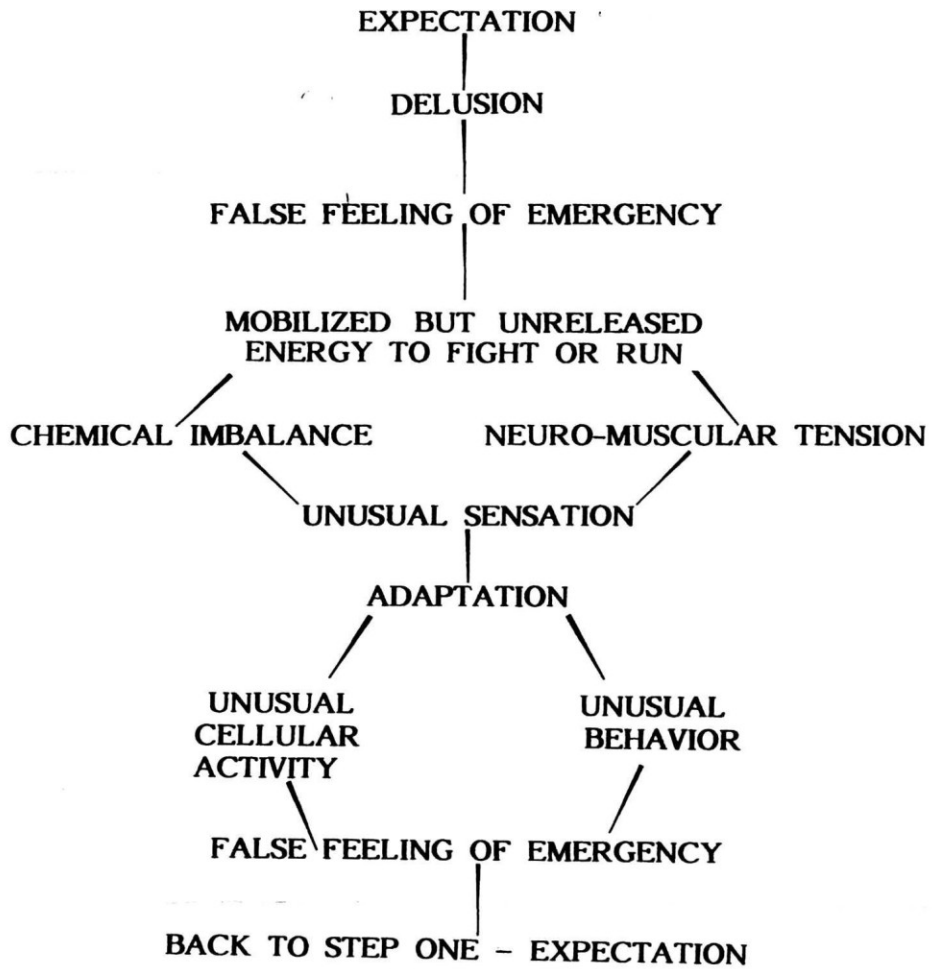 EXPECTATION
DELUSION
FALSE FEELING OF EMERGENCY
MOBILIZED BUT UNRELEASED
ENERGY TO FIGHT OR RUN
CHEMICAL IMBALANCE
NEURO-MUSCULAR TENSION
UNUSUAL SENSATION
ADAPTATION
UNUSUAL
CELLULAR
ACTIVITY
UNUSUAL
BEHAVIOR
FALSE FEELING OF EMERGENCY
BACK TO STEP ONE – EXPECTATION